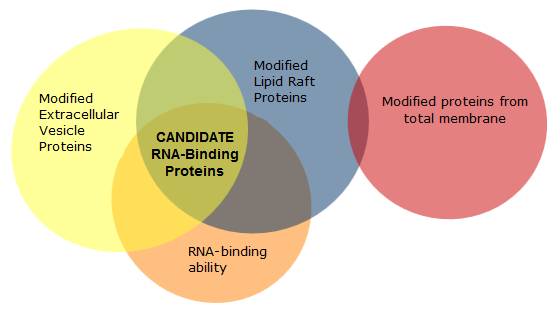 Modified
Extracellular
Vesicle
Proteins
Modified
Lipid Raft
Proteins
Modified proteins from
total membrane
CANDIDATE
RNA-Binding
Proteins
RNA-binding
ability